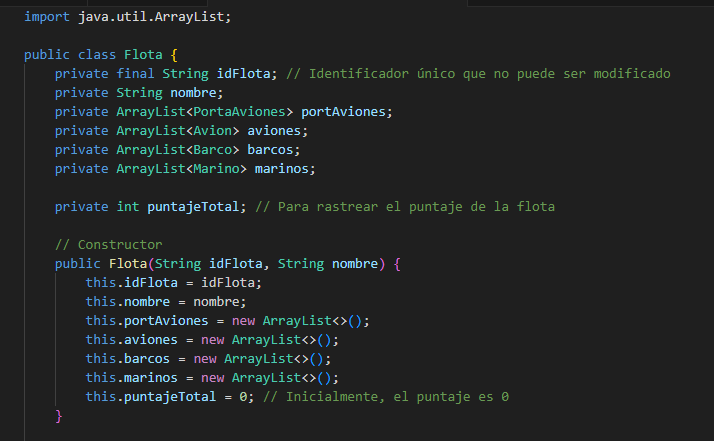 import java.util.ArrayList;
public class Flota {
private final String idFlota; // Identificador único que no puede ser modificado
private String nombre;
private ArrayList<PortaAviones> portAviones;
private ArrayList<Avion> aviones;
private ArrayList<Barco> barcos;
private ArrayList<Marino> marinos;
private int puntajeTotal; // Para rastrear el puntaje de la flota
// Constructor
public Flota(String idFlota, String nombre) {
this.idFlota = idFlota;
this.nombre = nombre;
this.portAviones = new ArrayList<>();
this.aviones = new ArrayList<>();
this.barcos = new ArrayList<>();
this.marinos = new ArrayList<>();
this.puntajeTotal = 0; // Inicialmente, el puntaje es 0
}